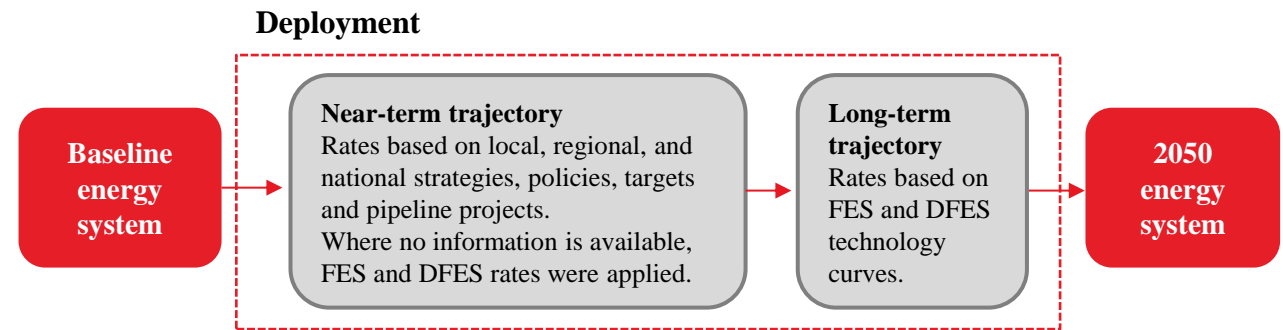 Deployment
Baseline
energy
system
Near-term trajectory
Rates based on local, regional, and
national strategies, policies, targets
and pipeline projects.
Where no information is available,
FES and DFES rates were applied.
Long-term
trajectory
Rates based on
FES and DFES
technology
curves.
2050
energy
system